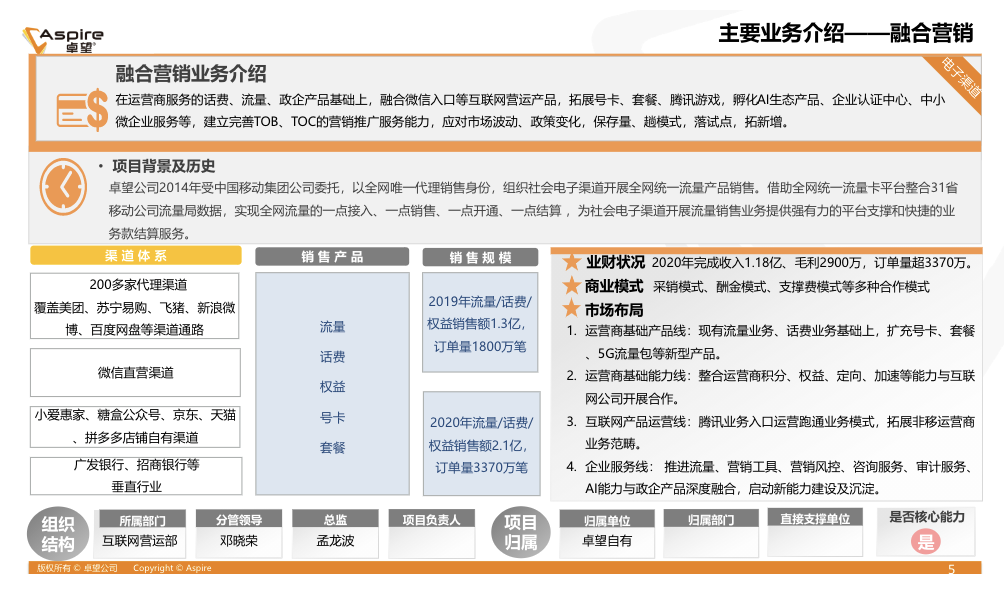 Aspire
卓望
主要业务介绍——融合营销
电子渠道
融合营销业务介绍
在运营商服务的话费、流量、政企产品基础上，融合微信入口等互联网营运产品，拓展号卡、套餐、腾讯游戏，孵化AI生态产品、企业认证中心、中小
微企业服务等，建立完善TOB、TOC的营销推广服务能力，应对市场波动、政策变化，保存量、趟模式，落试点，拓新增。
• 项目背景及历史
卓望公司2014年受中国移动集团公司委托，以全网唯一代理销售身份，组织社会电子渠道开展全网统一流量产品销售。借助全网统一流量卡平台整合31省
移动公司流量局数据，实现全网流量的一点接入、一点销售、一点开通、一点结算 ，为社会电子渠道开展流量销售业务提供强有力的平台支撑和快捷的业
务款结算服务。
渠道体系
200多家代理渠道
覆盖美团、苏宁易购、飞猪、新浪微
博、百度网盘等渠道通路
微信直营渠道
小爱惠家、糖盒公众号、京东、天猫
、拼多多店铺自有渠道
广发银行、招商银行等
垂直行业
销售产品
流量
话费
权益
号卡
套餐
销售规模
2019年流量/话费/
权益销售额1.3亿，
订单量1800万笔
2020年流量/话费/
权益销售额2.1亿，
订单量3370万笔
业财状况 2020年完成收入1.18亿、毛利2900万，订单量超3370万。
商业模式 采销模式、酬金模式、支撑费模式等多种合作模式
市场布局
1. 运营商基础产品线：现有流量业务、话费业务基础上，扩充号卡、套餐
、5G流量包等新型产品。
2. 运营商基础能力线：整合运营商积分、权益、定向、加速等能力与互联
网公司开展合作。
3. 互联网产品运营线：腾讯业务入口运营跑通业务模式，拓展非移运营商
业务范畴。
4. 企业服务线： 推进流量、营销工具、营销风控、咨询服务、审计服务、
AI能力与政企产品深度融合，启动新能力建设及沉淀。
组织
结构
所属部门
互联网营运部
分管领导
邓晓荣
总监
孟龙波
项目负责人
项目
归属
归属单位
卓望自有
归属部门
直接支撑单位
是否核心能力
是
版权所有 © 卓望公司 Copyright © Aspire
5